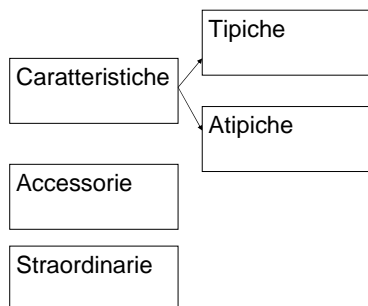 Tipiche
Caratteristiche
Atipiche
Accessorie
Straordinarie